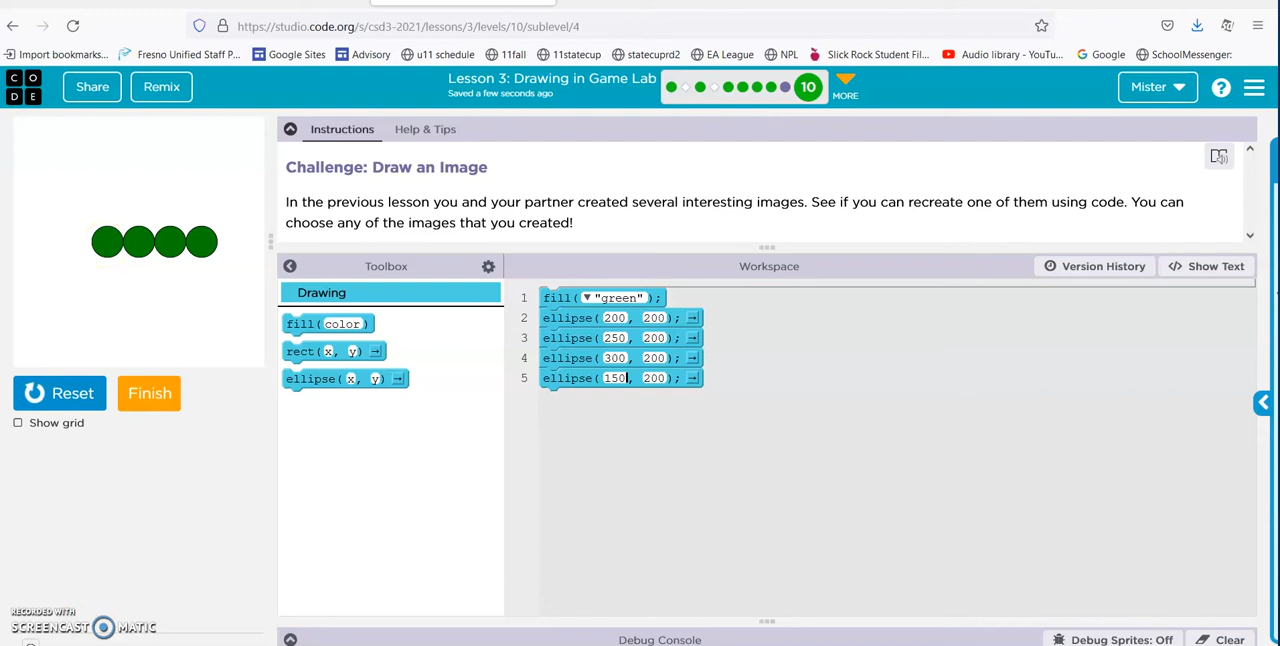 https://studio.code.org/s/csd3-2021/lessons/3/levels/10/sublevel/4
Import bookmarks... Fresno Unified Staff P... Google Sites Advisory u11 schedule 11fall 11statecup statecuprd2 EA League NPL Slick Rock Student Fil... Audio library - YouTu... Google SchoolMessenger:
C O D E
Share
Remix
Lesson 3: Drawing in Game Lab
Saved a few seconds ago
10
MORE
Mister
?
Instructions Help & Tips
Challenge: Draw an Image
In the previous lesson you and your partner created several interesting images. See if you can recreate one of them using code. You can
choose any of the images that you created!
Toolbox
Workspace
Version History
</> Show Text
Drawing
fill(color)
rect(x, y)
ellipse(x, y)
1 fill("green");
2 ellipse(200, 200);
3 ellipse(250, 200);
4 ellipse(300, 200);
5 ellipse(150, 200);
Reset
Finish
Show grid
RECORDED WITH
SCREENCAST MATIC
Debug Console
Debug Sprites: Off
Clear